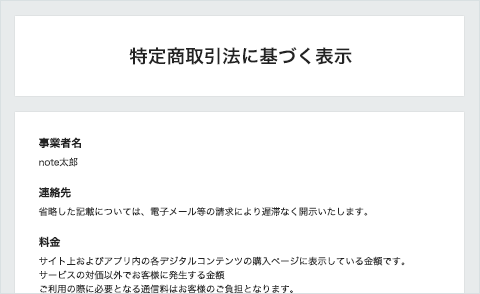 特定商取引法に基づく表示
事業者名
note太郎
連絡先
省略した記載については、電子メール等の請求により遅滞なく開示いたします。
料金
サイト上およびアプリ内の各デジタルコンテンツの購入ページに表示している金額です。
サービスの対価以外でお客様に発生する金額
ご利用の際に必要となる通信料はお客様のご負担となります。